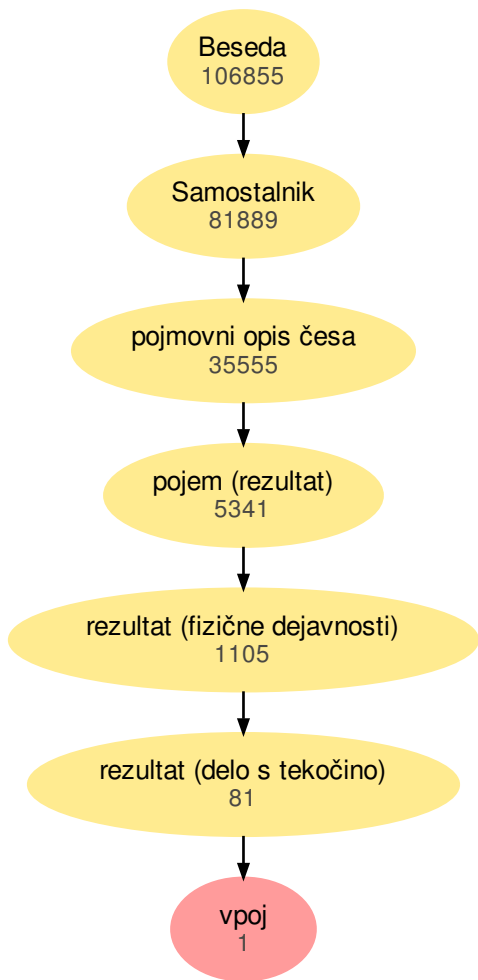 Beseda
106855
Samostalnik
81889
pojmovni opis česa
35555
pojem (rezultat)
5341
rezultat (fizične dejavnosti)
1105
rezultat (delo s tekočino)
81
vpoj
1